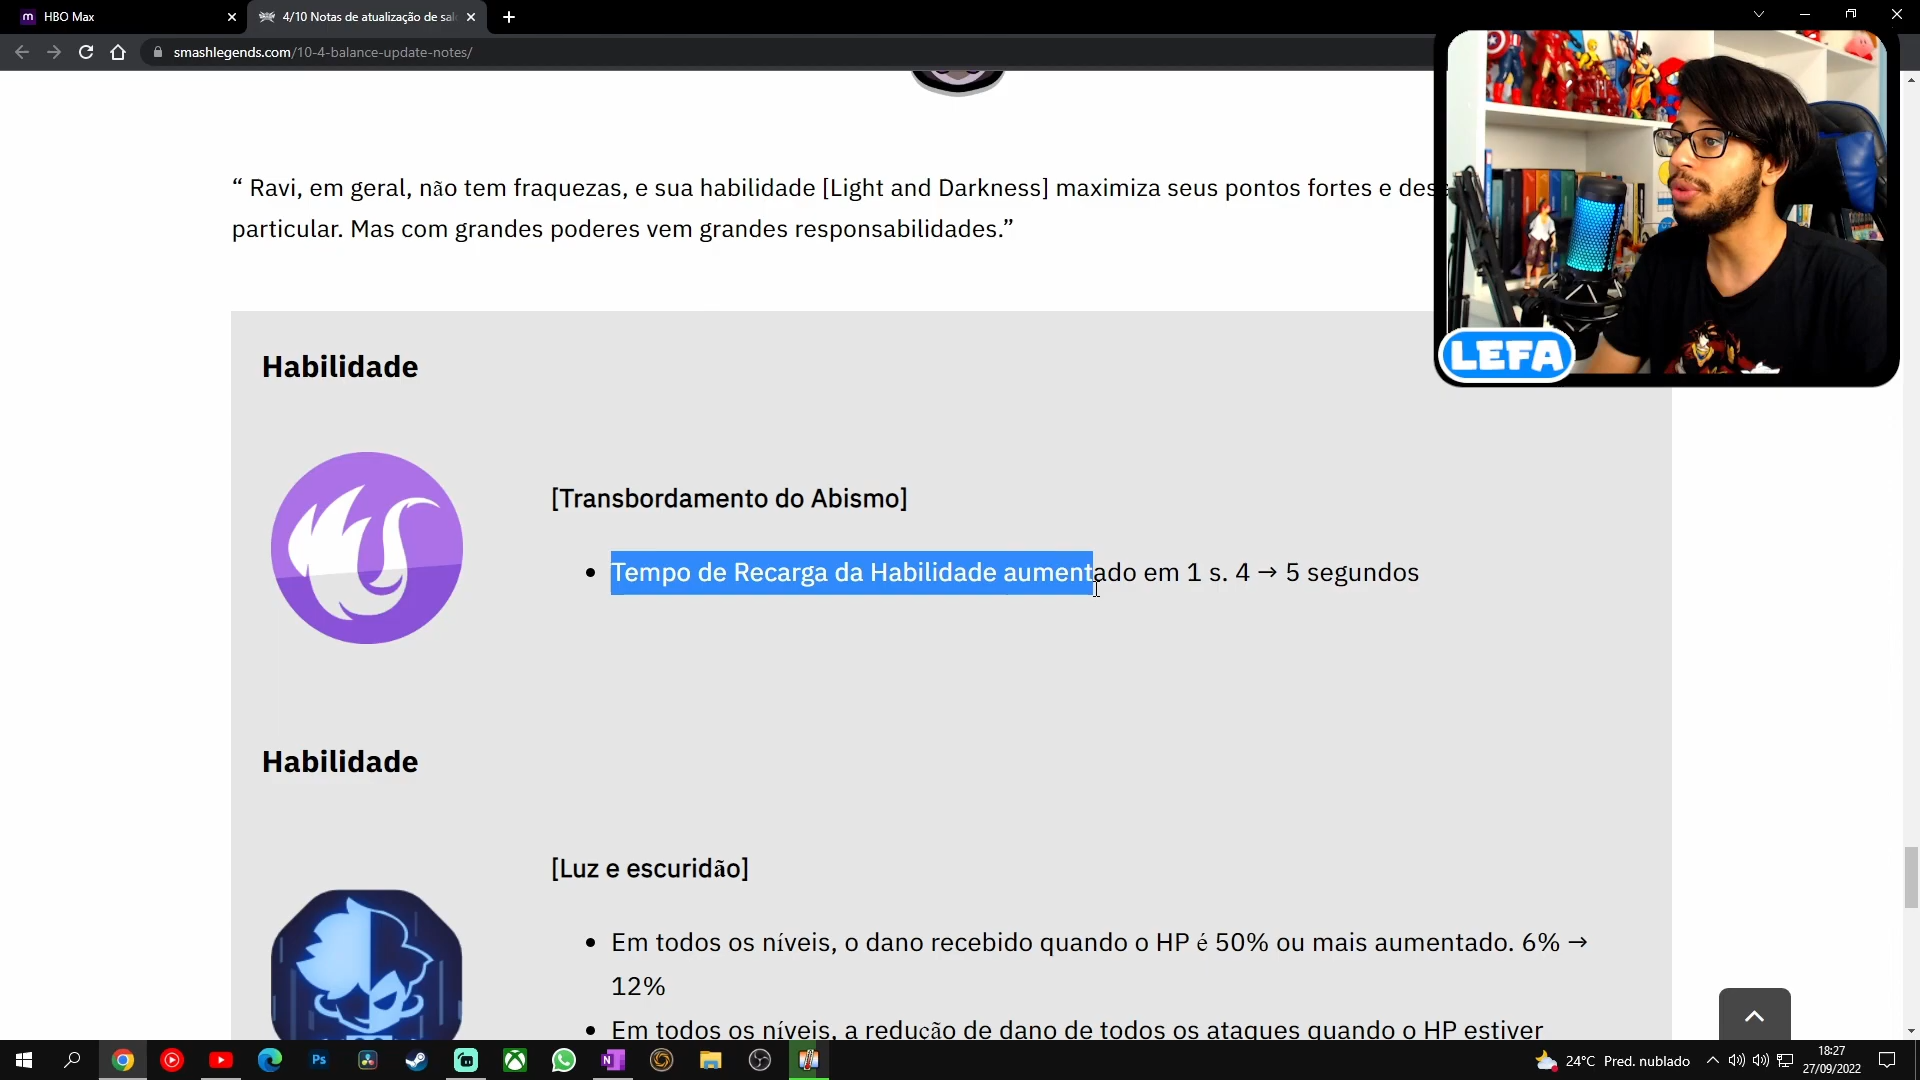 HBO Max
4/10 Notas de atualização de sal
smashlegends.com/10-4-balance-update-notes/
“ Ravi, em geral, não tem fraquezas, e sua habilidade [Light and Darkness] maximiza seus pontos fortes e des
particular. Mas com grandes poderes vem grandes responsabilidades.”
LEFA
Habilidade
[Transbordamento do Abismo]
• Tempo de Recarga da Habilidade aumentado em 1 s. 4 → 5 segundos
Habilidade
[Luz e escuridão]
• Em todos os níveis, o dano recebido quando o HP é 50% ou mais aumentado. 6% →
12%
• Em todos os níveis, a redução de dano de todos os ataques quando o HP estiver
24°C Pred. nublado
18:27
27/09/2022